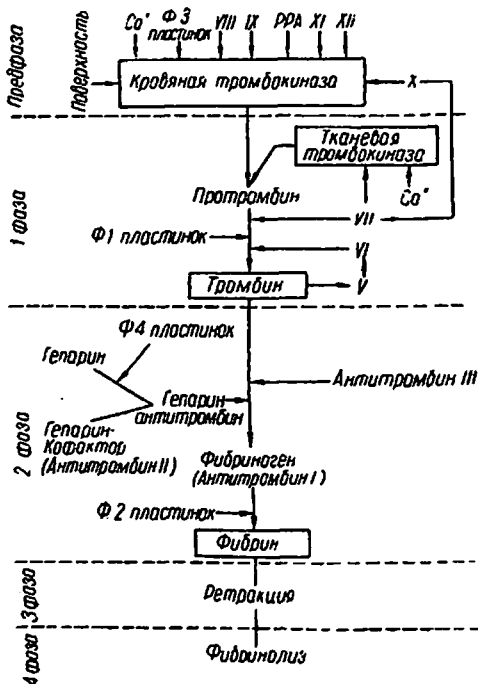 Предфаза
Поверхность
Ca"
Ф 3
пластинок
VIII
IX
PPA
XI
XII
Кровяная тромбокиназа
X
1 фаза
Тканевая
тромбокиназа
Ca"
Протромбин
VII
Ф1 пластинок
VI
Тромбин
V
2 фаза
Ф4 пластинок
Гепарин
Антитромбин III
Гепарин
антитромбин
Гепарин-
Кофактор
(Антитромбин II)
Фибриноген
(Антитромбин I)
Ф2 пластинок
Фибрин
3 фаза
Ретракция
4 фаза
Фибринолиз